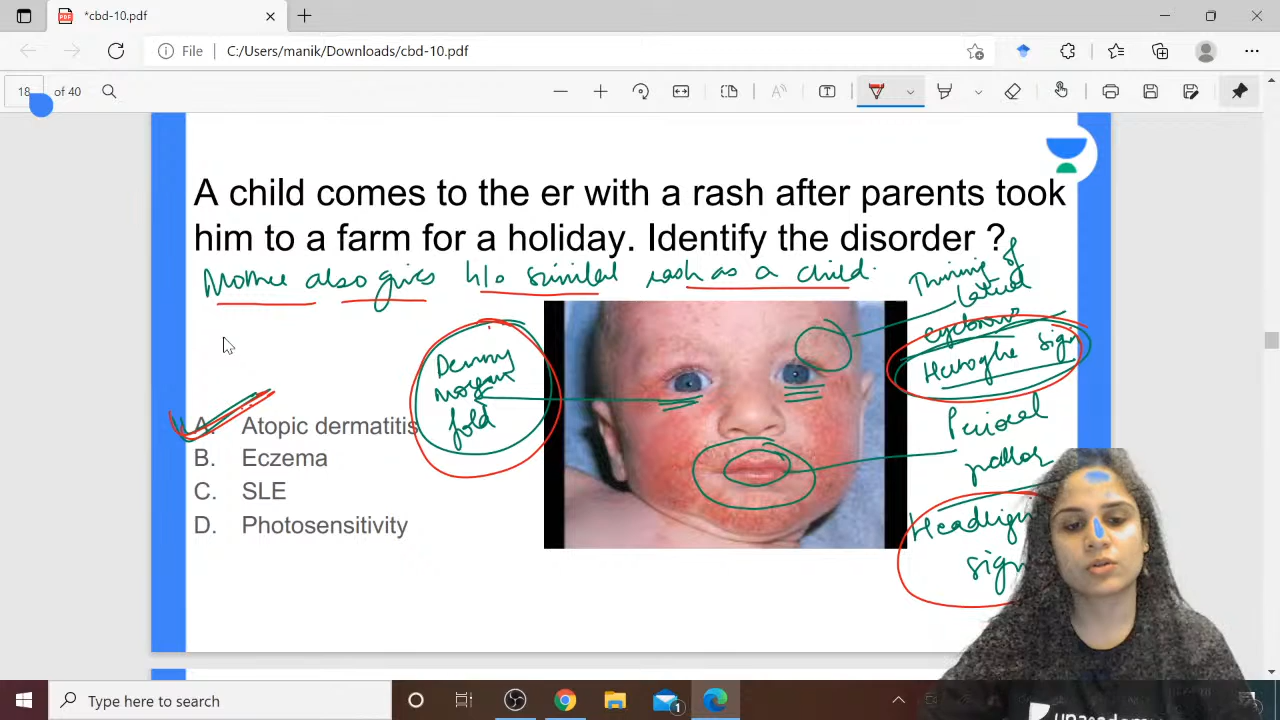 *cbd-10.pdf
File
C:/Users/manik/Downloads/cbd-10.pdf
18 of 40
A child comes to the er with a rash after parents took
him to a farm for a holiday. Identify the disorder ?
Mother also gives h/o similar rash as a child.
Thinning of
lateral
eyebrows
Hertoghe sign
Denny
morgan
fold
A. Atopic dermatitis
B. Eczema
C. SLE
D. Photosensitivity
Perioral
pallor
Headlight
sign
Type here to search
1